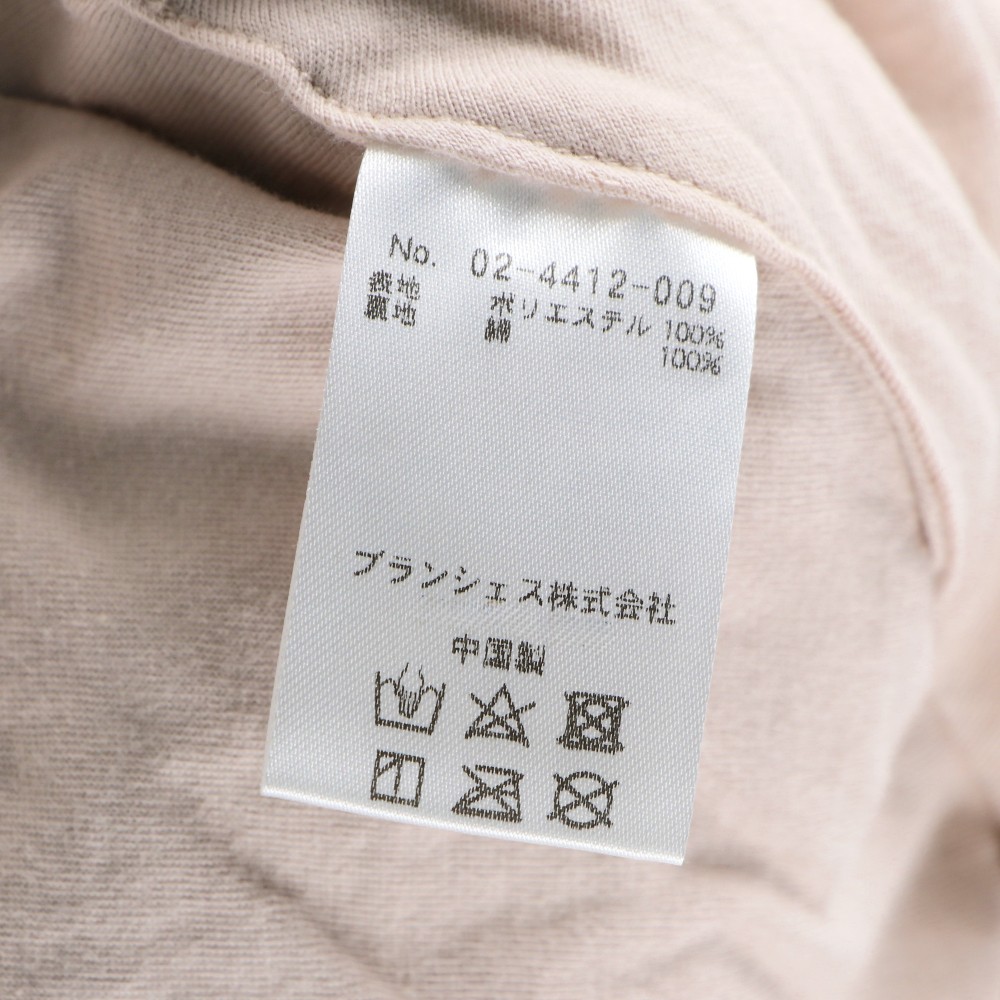 No. 02-4412-009
表地 ポリエステル 100%
裏地 綿 100%
ブランシェス株式会社
中国製